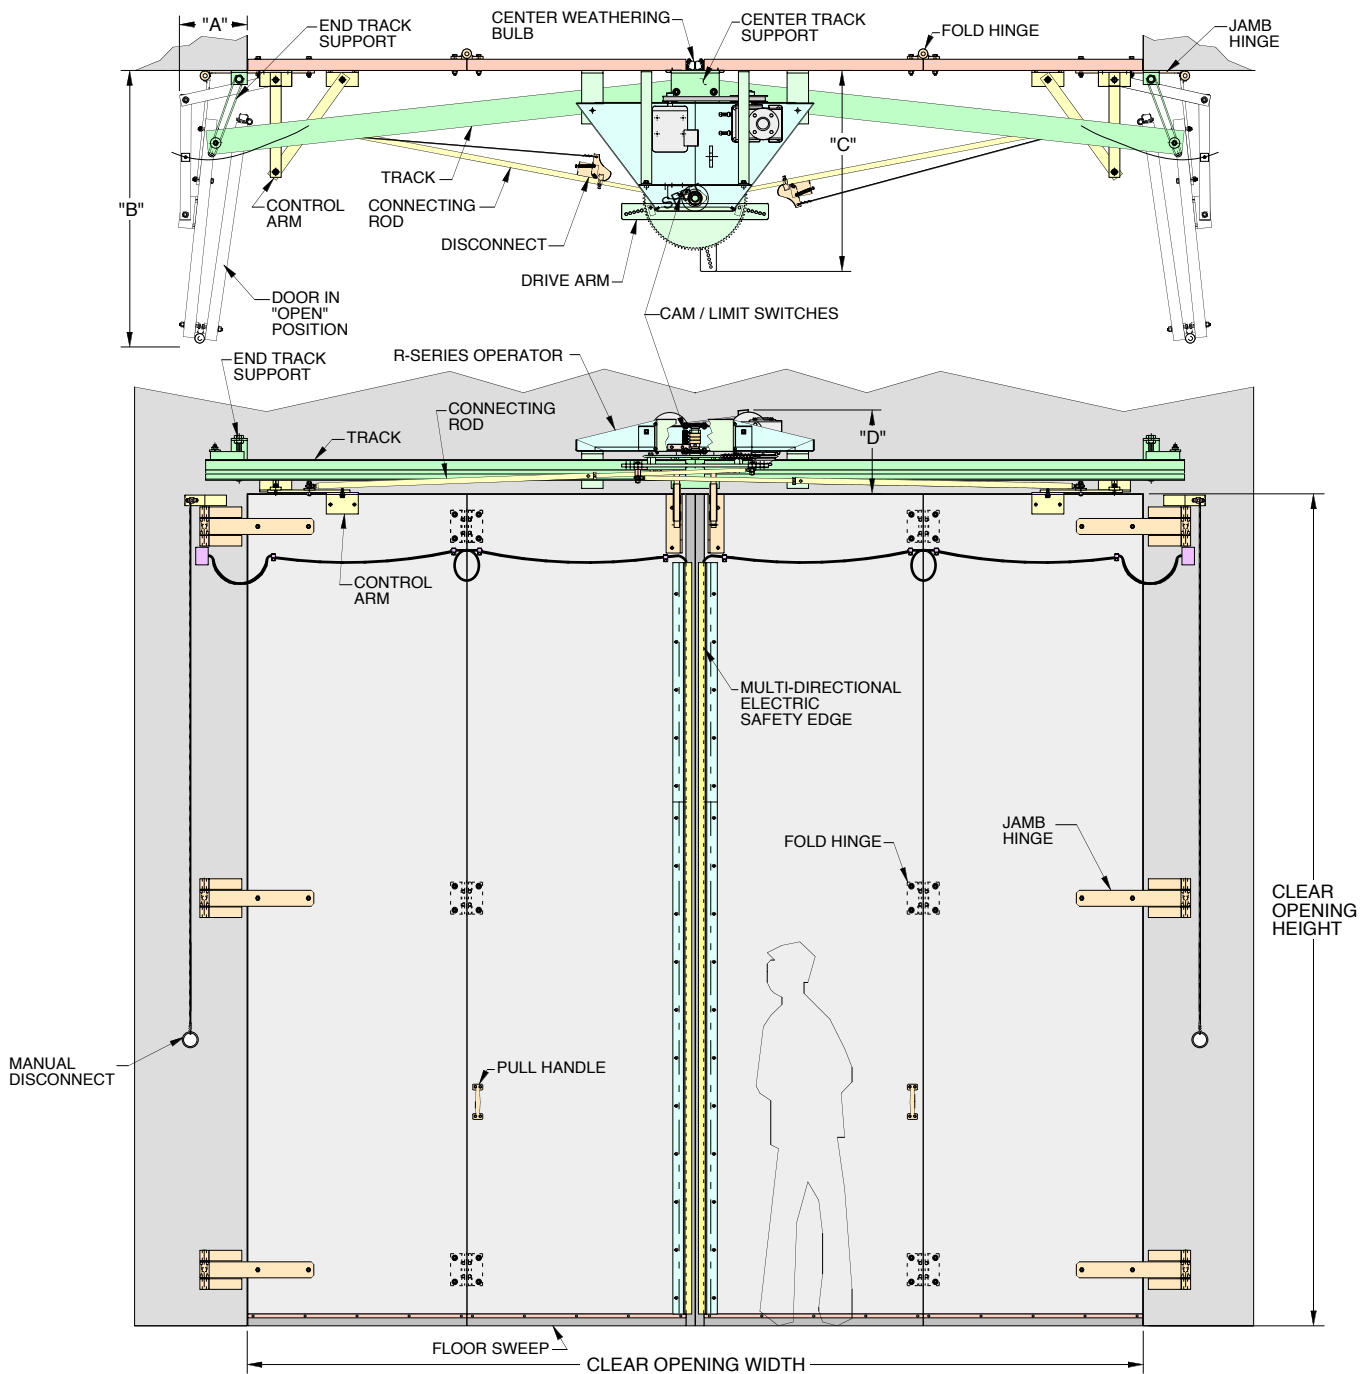 "A"
END TRACK
SUPPORT
CENTER WEATHERING
BULB
CENTER TRACK
SUPPORT
FOLD HINGE
JAMB
HINGE
"B"
"C"
TRACK
CONTROL
ARM
CONNECTING
ROD
DISCONNECT
DRIVE ARM
DOOR IN
"OPEN"
POSITION
CAM / LIMIT SWITCHES
END TRACK
SUPPORT
R-SERIES OPERATOR
CONNECTING
ROD
TRACK
"D"
CONTROL
ARM
MULTI-DIRECTIONAL
ELECTRIC
SAFETY EDGE
FOLD HINGE
JAMB
HINGE
CLEAR
OPENING
HEIGHT
MANUAL
DISCONNECT
PULL HANDLE
FLOOR SWEEP
CLEAR OPENING WIDTH